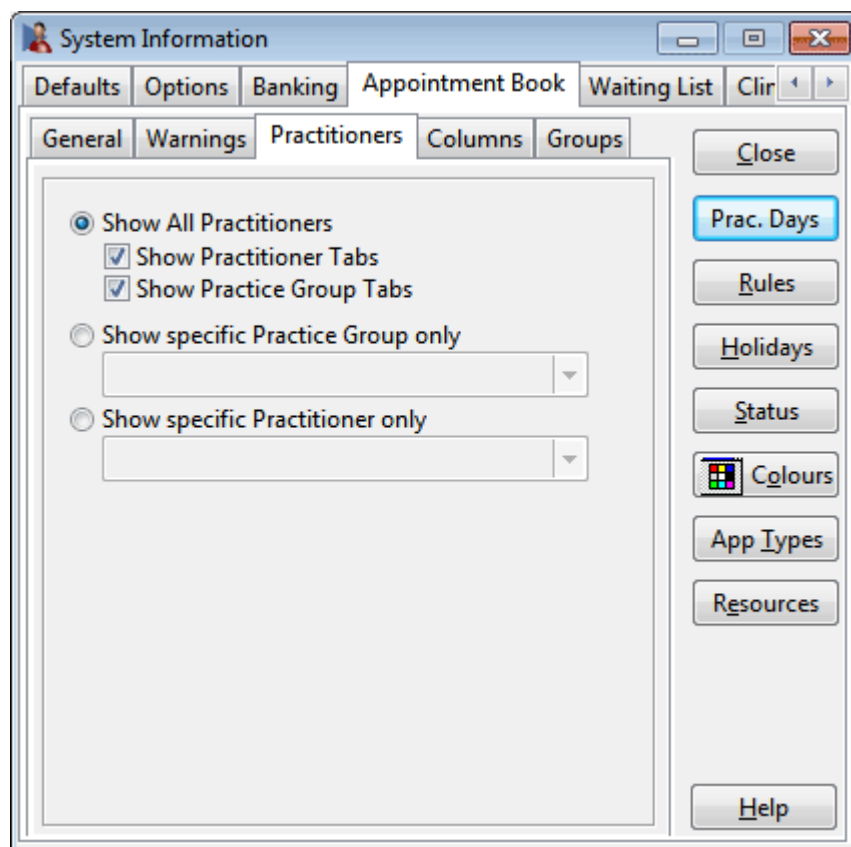 System Information
Defaults Options Banking Appointment Book Waiting List Clir
General Warnings Practitioners Columns Groups
Close
Show All Practitioners
Show Practitioner Tabs
Show Practice Group Tabs
Prac. Days
Rules
Show specific Practice Group only
Holidays
Show specific Practitioner only
Status
Colours
App Types
Resources
Help